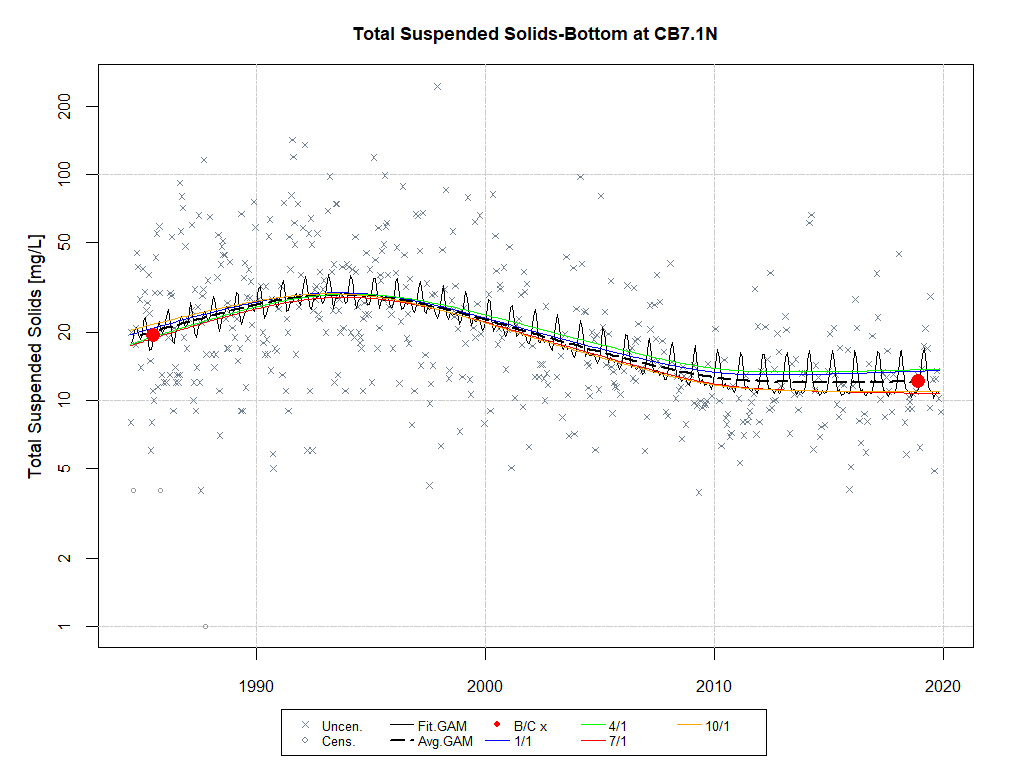 Total Suspended Solids-Bottom at CB7.1N
Total Suspended Solids [mg/L]
200
100
50
20
10
5
2
1
1990 2000 2010 2020
Uncen. Fit.GAM B/C x 4/1 10/1
Cens. Avg.GAM 1/1 7/1